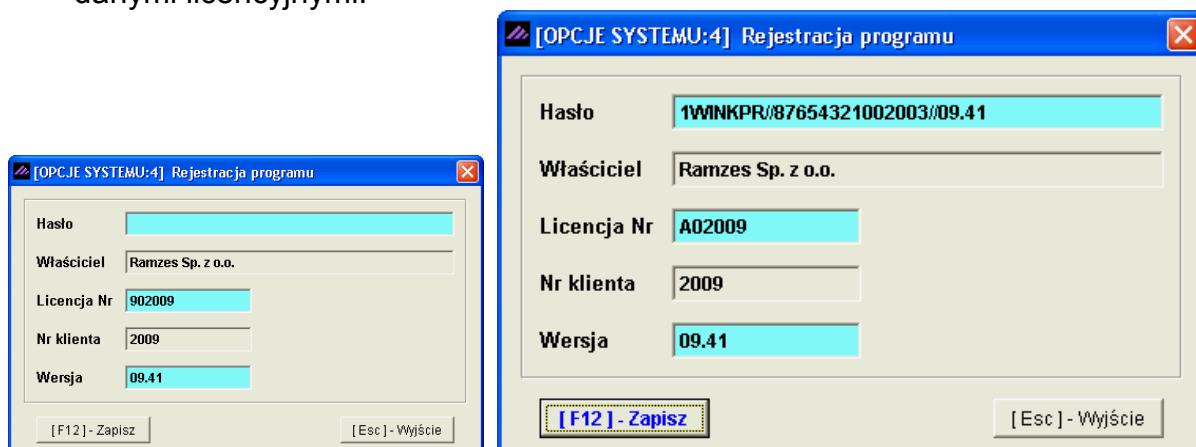 danymi licencyjnymi.
[OPCJE SYSTEMU:4] Rejestracja programu
Hasło
Właściciel Ramzes Sp. z o.o.
Licencja Nr 902009
Nr klienta 2009
Wersja 09.41
[ F12 ] - Zapisz [ Esc ] - Wyjście
[OPCJE SYSTEMU:4] Rejestracja programu
Hasło 1WINKPR//87654321002003//09.41
Właściciel Ramzes Sp. z o.o.
Licencja Nr A02009
Nr klienta 2009
Wersja 09.41
[ F12 ] - Zapisz [ Esc ] - Wyjście